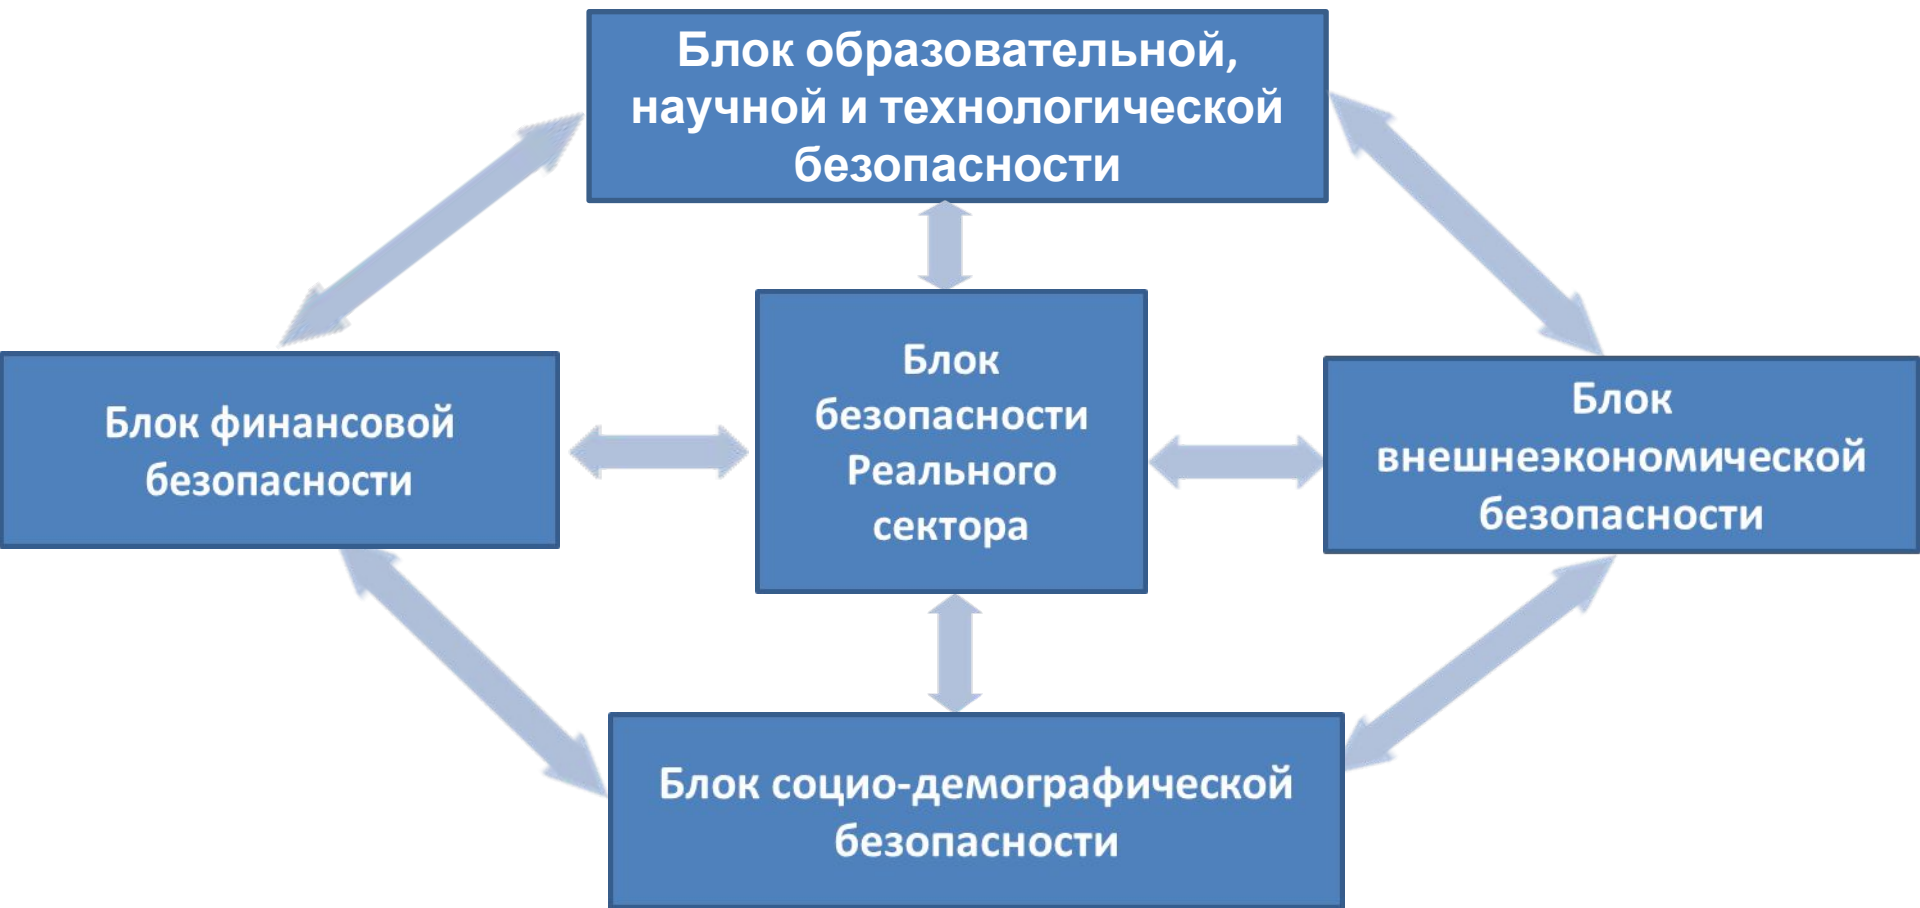 Блок образовательной,
научной и технологической
безопасности
Блок финансовой
безопасности
Блок
безопасности
Реального
сектора
Блок
внешнеэкономической
безопасности
Блок социо-демографической
безопасности